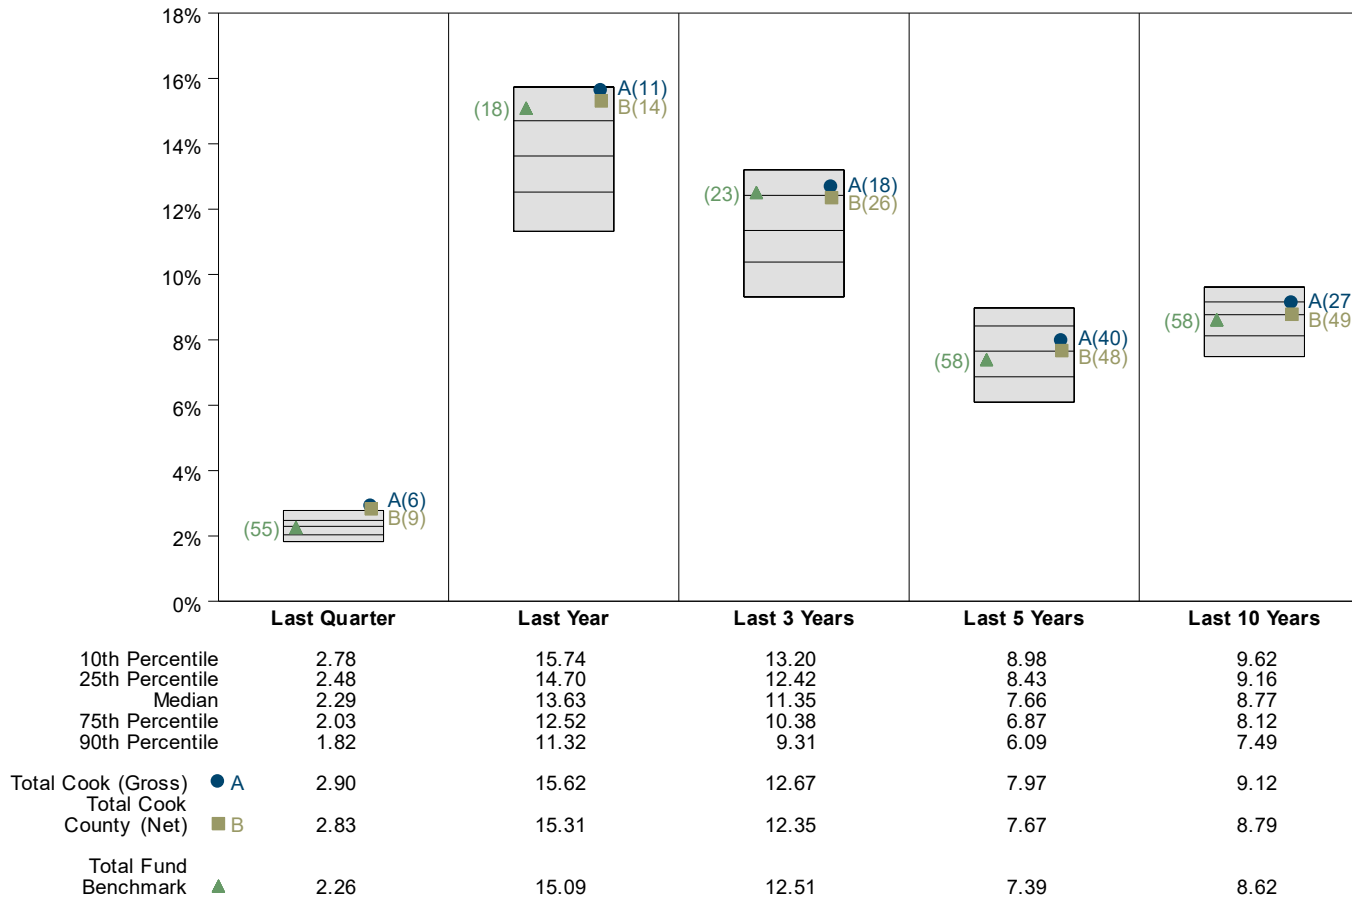 18%
16%
14%
12%
10%
8%
6%
4%
2%
0%
(55)
A(6)
B(9)
(18)
A(11)
B(14)
(23)
A(18)
B(26)
(58)
A(40)
B(48)
(58)
A(27
B(49
Last Quarter Last Year Last 3 Years Last 5 Years Last 10 Years
10th Percentile 2.78 15.74 13.20 8.98 9.62
25th Percentile 2.48 14.70 12.42 8.43 9.16
Median 2.29 13.63 11.35 7.66 8.77
75th Percentile 2.03 12.52 10.38 6.87 8.12
90th Percentile 1.82 11.32 9.31 6.09 7.49
Total Cook (Gross) A 2.90 15.62 12.67 7.97 9.12
Total Cook
County (Net) B 2.83 15.31 12.35 7.67 8.79
Total Fund
Benchmark 2.26 15.09 12.51 7.39 8.62